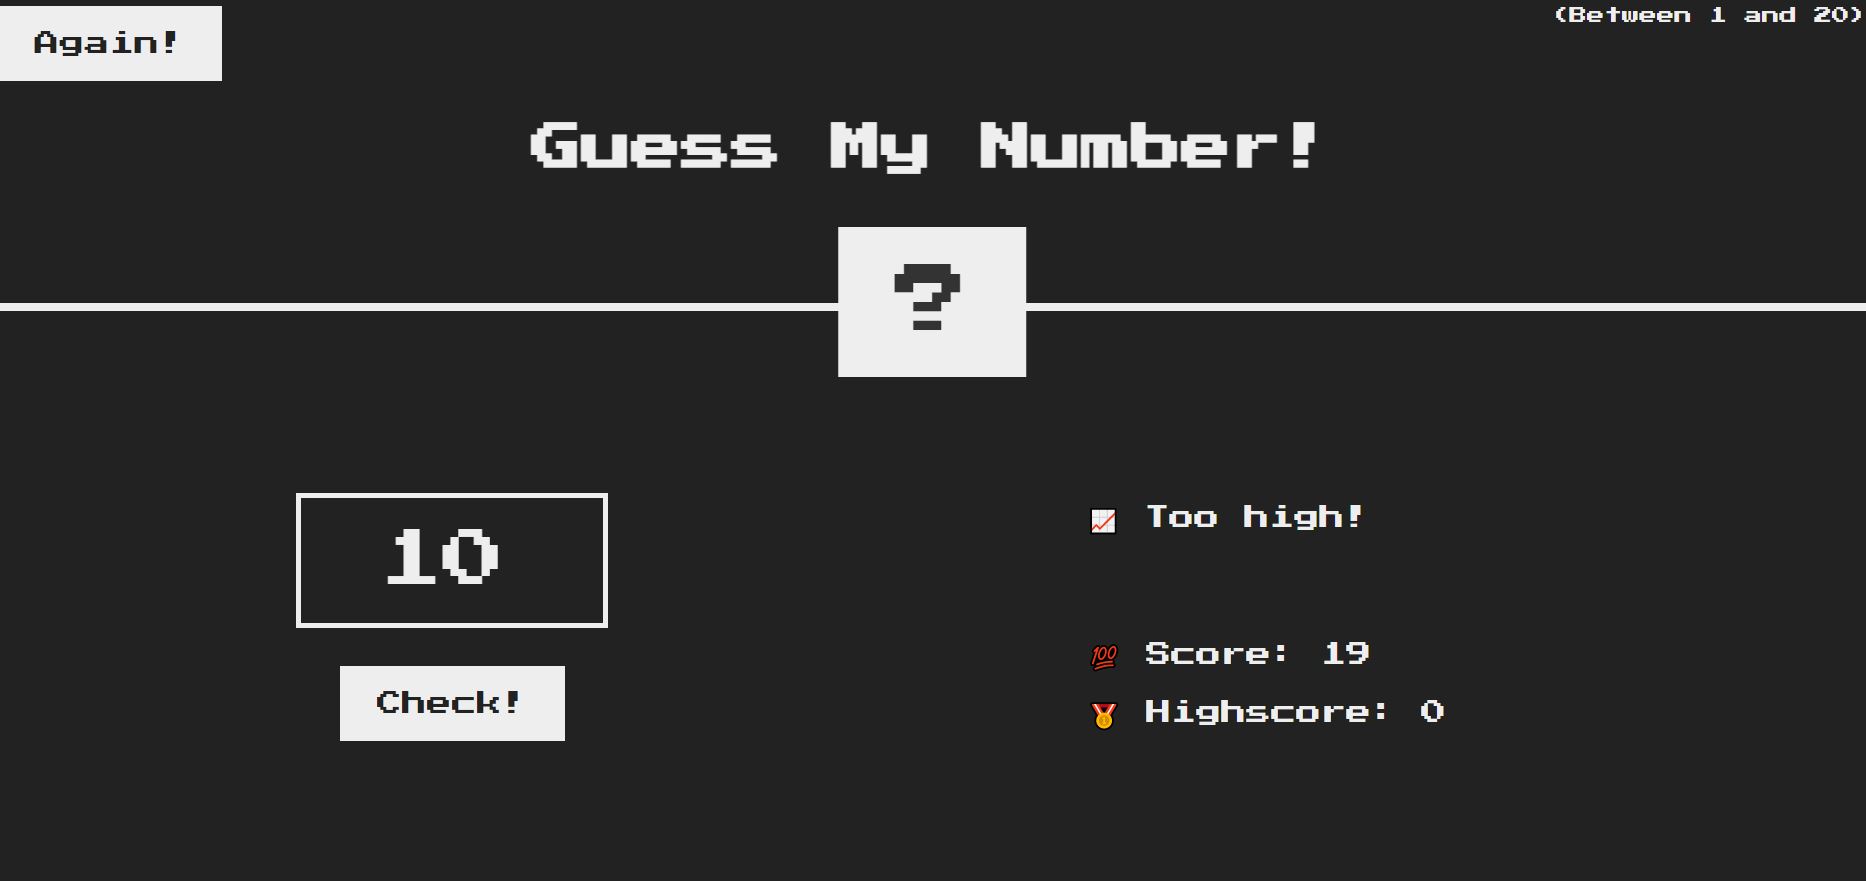 Again!
(Between 1 and 20)
Guess My Number!
?
10
Check!
📈 Too high!
💯 Score: 19
🥇 Highscore: 0